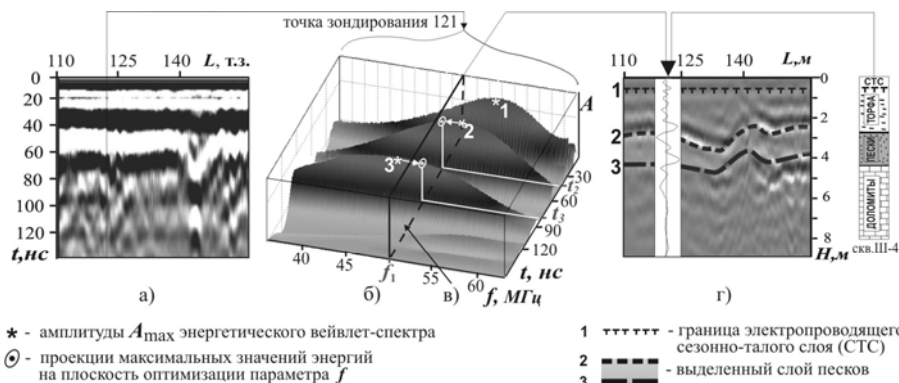 точка зондирования 121
110 125 140 L, т.з.
0
20
40
60
80
100
120
t,нс
а)
A
1
2
3
30
t₂
60
t₃
90
120
t, нс
40 45 f₁ 55 60
f, МГц
б) в)
110 125 140 L,м
0
2
4
6
8
H,м
1
2
3
г)
СТС
ТОРФА
ПЕСКИ
ДОЛОМИТЫ
скв.Ш-4
* - амплитуды Amax энергетического вейвлет-спектра
- проекции максимальных значений энергий
на плоскость оптимизации параметра f
1 - граница электропроводящего
сезонно-талого слоя (СТС)
2 - выделенный слой песков
3